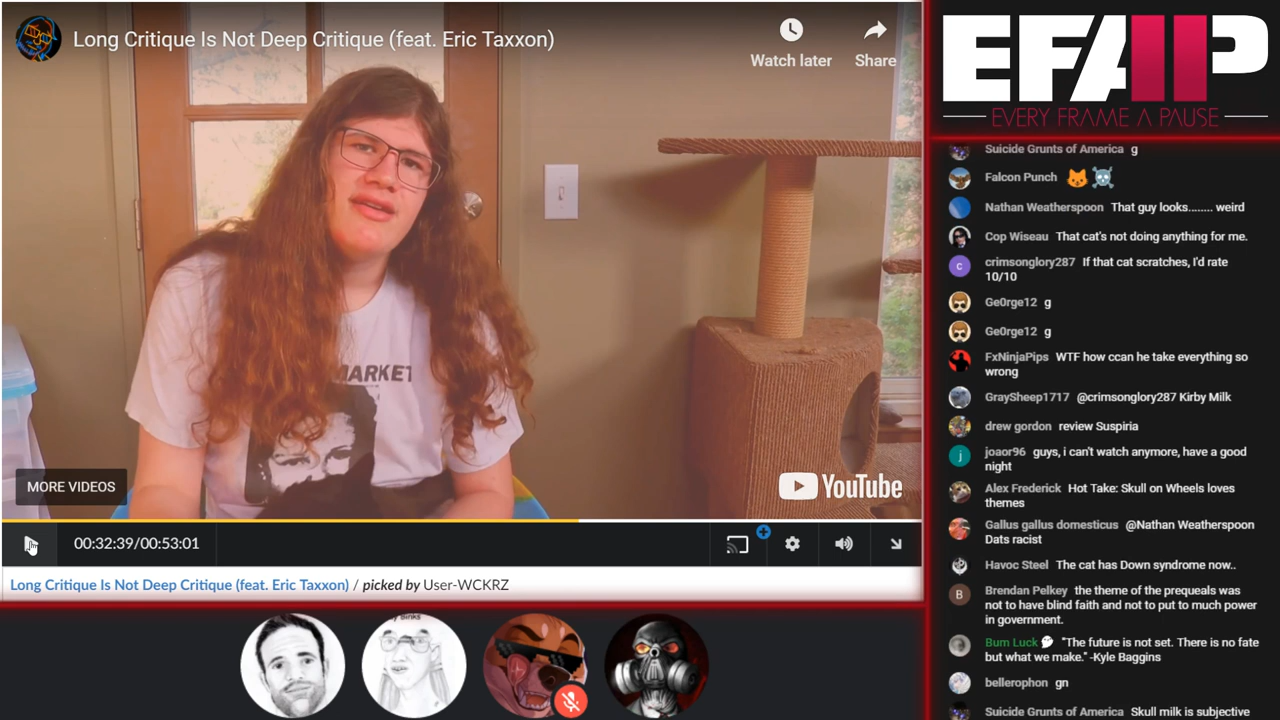 Long Critique Is Not Deep Critique (feat. Eric Taxxon)
Watch later
Share
MARKET
MORE VIDEOS
YouTube
00:32:39/00:53:01
Long Critique Is Not Deep Critique (feat. Eric Taxxon) / picked by User-WCKRZ
EFAP
EVERY FRAME A PAUSE
Suicide Grunts of America g
Falcon Punch
Nathan Weatherspoon That guy looks........ weird
Cop Wiseau That cat's not doing anything for me.
c
crimsonglory287 If that cat scratches, I'd rate
10/10
Ge0rge12 g
Ge0rge12 g
FxNinjaPips WTF how ccan he take everything so
wrong
GraySheep1717 @crimsonglory287 Kirby Milk
drew gordon review Suspiria
j
joaor96 guys, i can't watch anymore, have a good
night
Alex Frederick Hot Take: Skull on Wheels loves
themes
Gallus gallus domesticus @Nathan Weatherspoon
Dats racist
Havoc Steel The cat has Down syndrome now..
B
Brendan Pelkey the theme of the prequeals was
not to have blind faith and not to put to much power
in government.
Bum Luck "The future is not set. There is no fate
but what we make." -Kyle Baggins
bellerophon gn
Suicide Grunts of America Skull milk is subjective